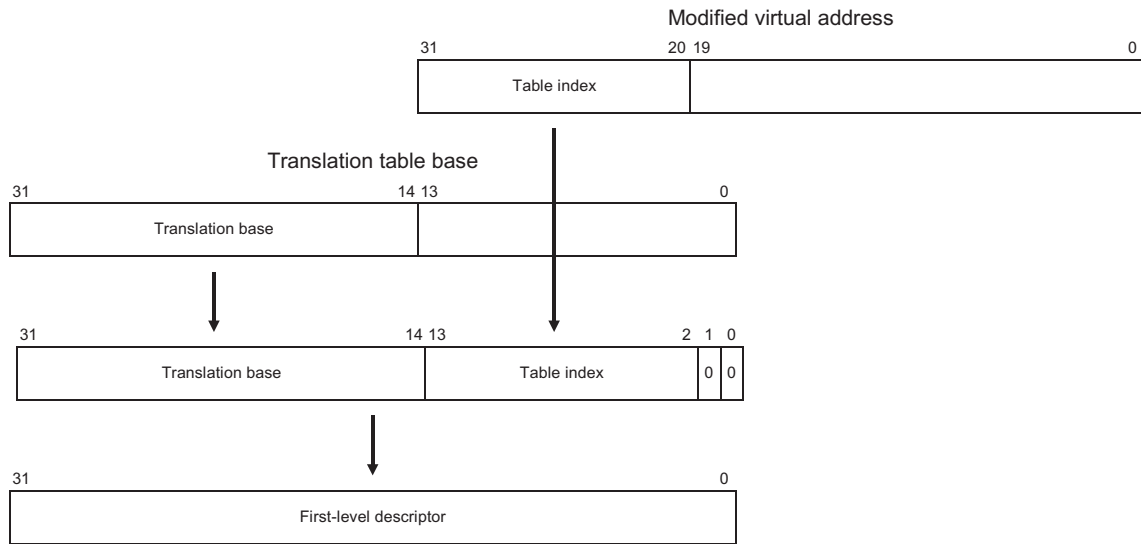 Modified virtual address
31 20 19 0
Table index
Translation table base
31 14 13 0
Translation base
31 14 13 2 1 0
Translation base Table index 0 0
31 0
First-level descriptor